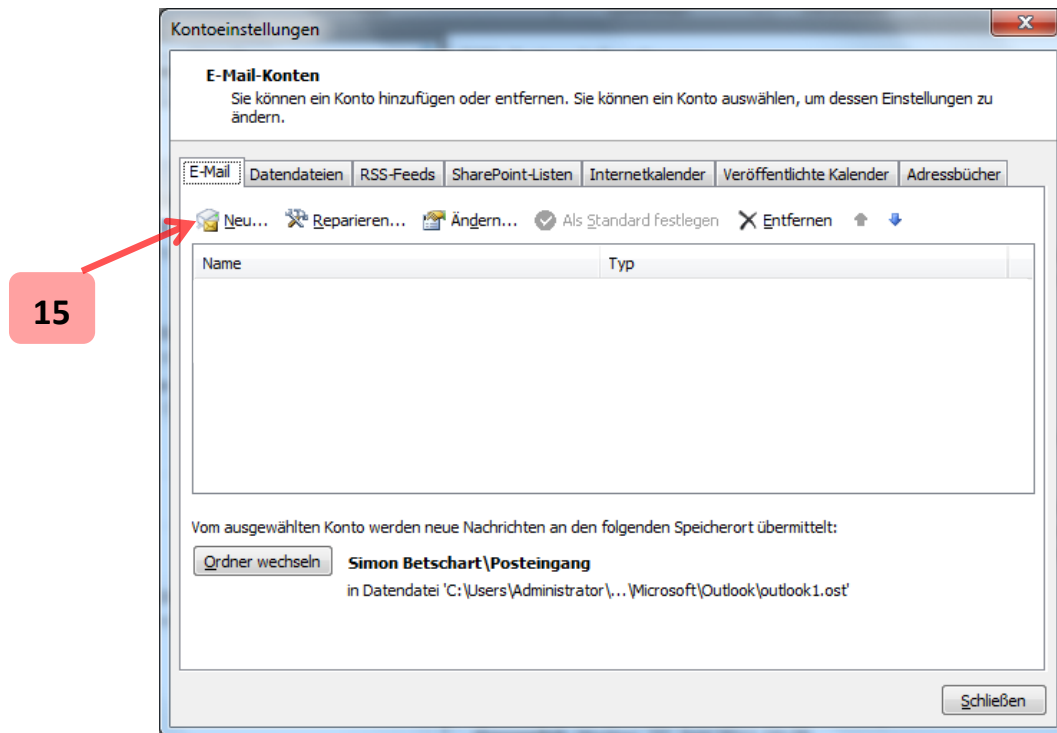 Kontoeinstellungen
E-Mail-Konten
Sie können ein Konto hinzufügen oder entfernen. Sie können ein Konto auswählen, um dessen Einstellungen zu
ändern.
E-Mail Datendateien RSS-Feeds SharePoint-Listen Internetkalender Veröffentlichte Kalender Adressbücher
Neu... Reparieren... Ändern... Als Standard festlegen Entfernen
Name Typ
15
Vom ausgewählten Konto werden neue Nachrichten an den folgenden Speicherort übermittelt:
Ordner wechseln Simon Betschart\Posteingang
in Datendatei 'C:\Users\Administrator\...\Microsoft\Outlook\outlook1.ost'
Schließen